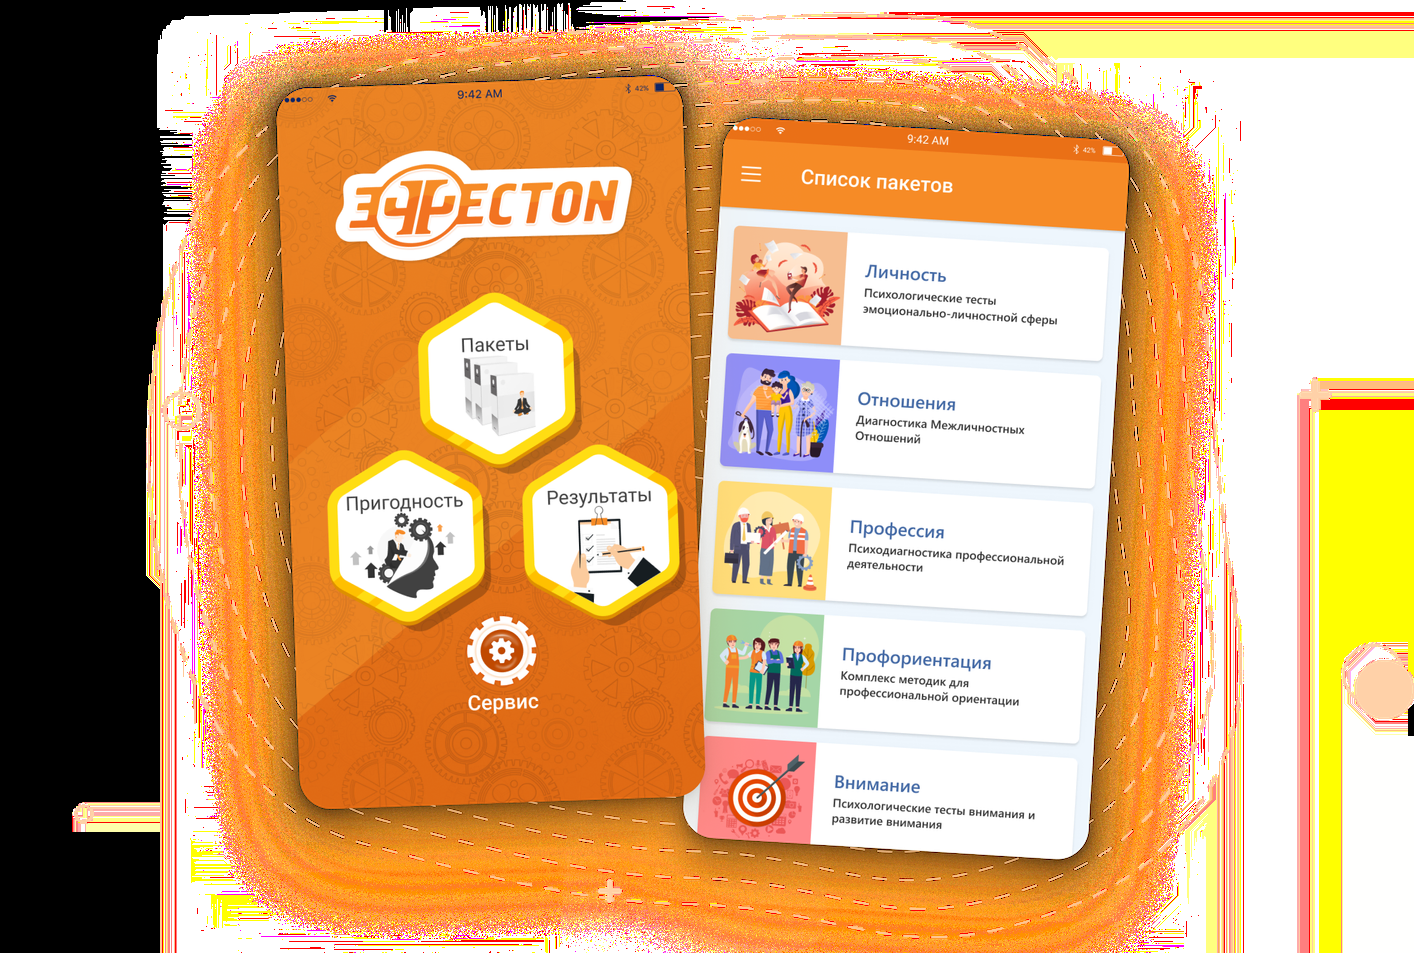 9:42 AM
42%
ЭФФЕCTON
Пакеты
Пригодность
Результаты
Сервис
9:42 AM
42%
Список пакетов
Личность
Психологические тесты
эмоционально-личностной сферы
Отношения
Диагностика Межличностных
Отношений
Профессия
Психодиагностика профессиональной
деятельности
Профориентация
Комплекс методик для
профессиональной ориентации
Внимание
Психологические тесты внимания и
развитие внимания